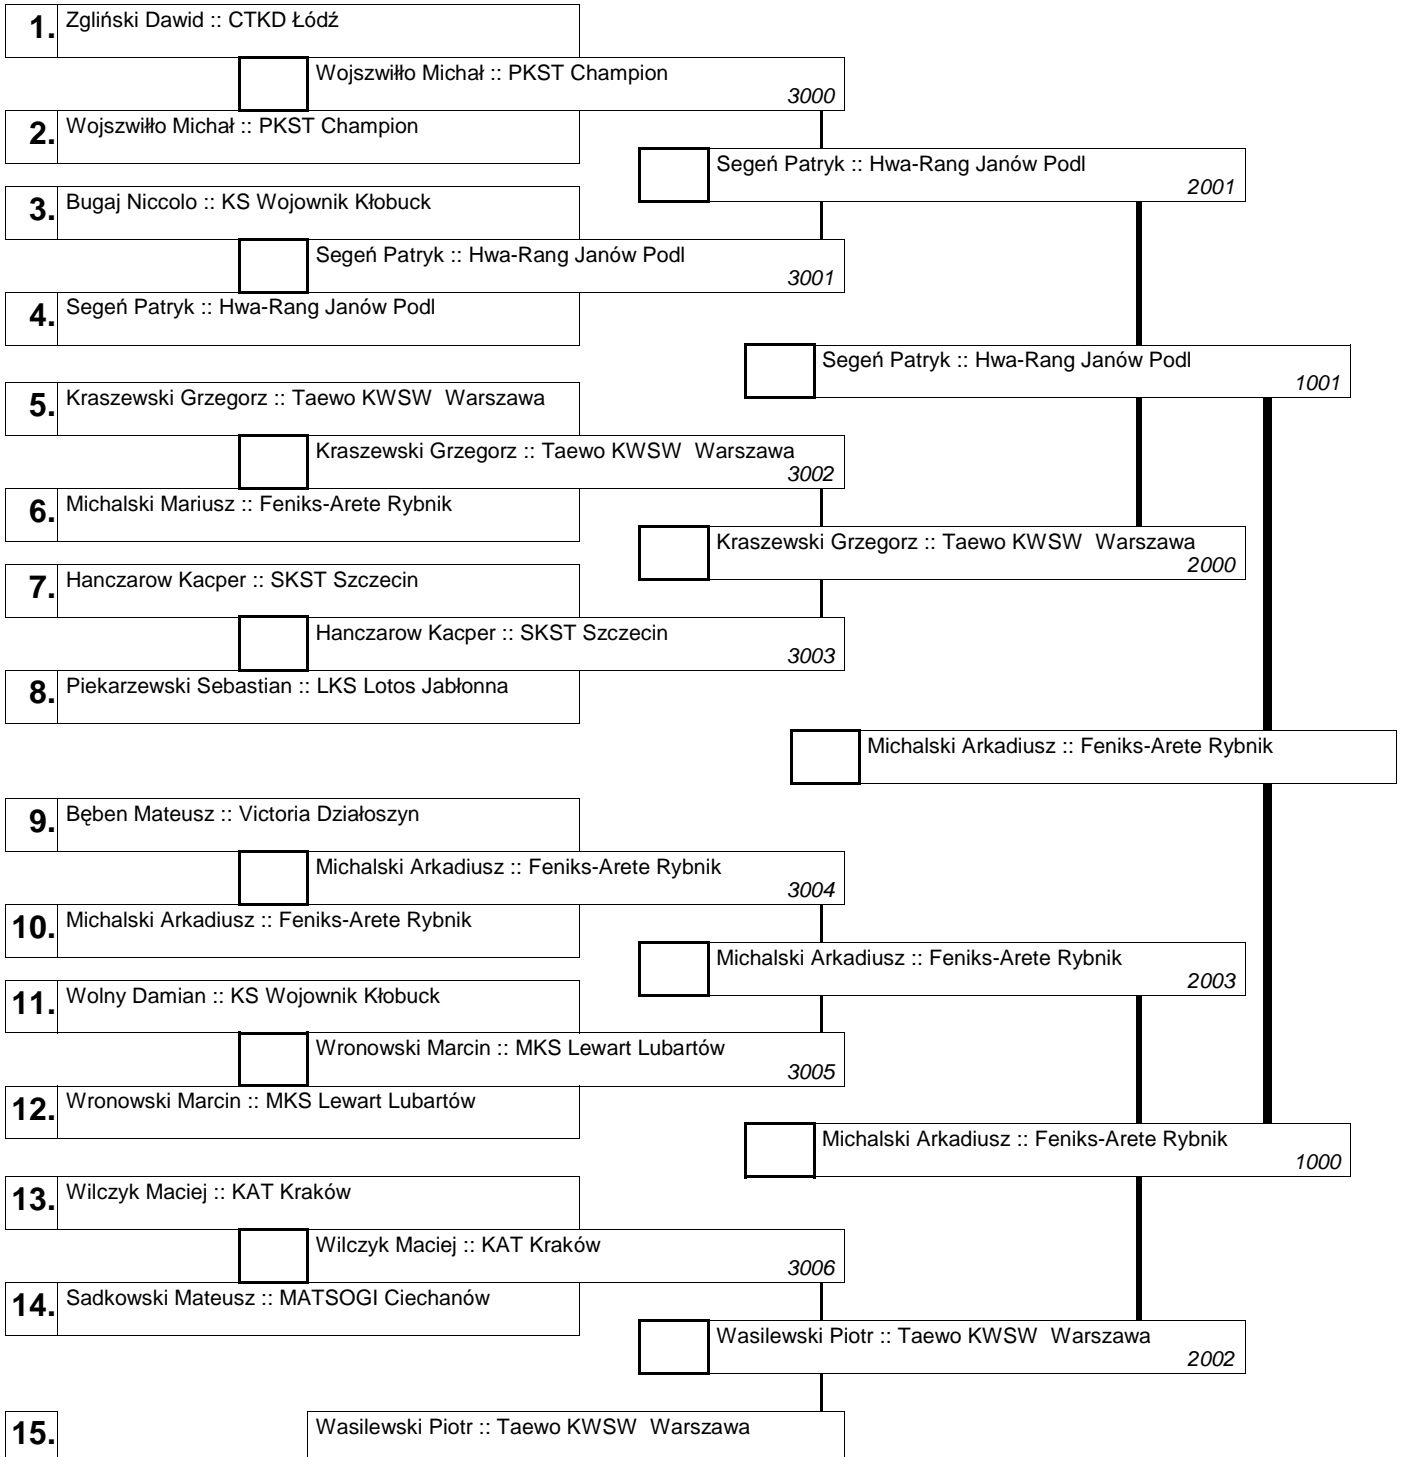 1. Zgliński Dawid :: CTKD Łódź
Wojszwiłło Michał :: PKST Champion
3000
2. Wojszwiłło Michał :: PKST Champion
Segeń Patryk :: Hwa-Rang Janów Podl
2001
3. Bugaj Niccolo :: KS Wojownik Kłobuck
Segeń Patryk :: Hwa-Rang Janów Podl
3001
4. Segeń Patryk :: Hwa-Rang Janów Podl
Segeń Patryk :: Hwa-Rang Janów Podl
1001
5. Kraszewski Grzegorz :: Taewo KWSW Warszawa
Kraszewski Grzegorz :: Taewo KWSW Warszawa
3002
6. Michalski Mariusz :: Feniks-Arete Rybnik
Kraszewski Grzegorz :: Taewo KWSW Warszawa
2000
7. Hanczarow Kacper :: SKST Szczecin
Hanczarow Kacper :: SKST Szczecin
3003
8. Piekarzewski Sebastian :: LKS Lotos Jabłonna
Michalski Arkadiusz :: Feniks-Arete Rybnik
9. Bęben Mateusz :: Victoria Działoszyn
Michalski Arkadiusz :: Feniks-Arete Rybnik
3004
10. Michalski Arkadiusz :: Feniks-Arete Rybnik
Michalski Arkadiusz :: Feniks-Arete Rybnik
2003
11. Wolny Damian :: KS Wojownik Kłobuck
Wronowski Marcin :: MKS Lewart Lubartów
3005
12. Wronowski Marcin :: MKS Lewart Lubartów
Michalski Arkadiusz :: Feniks-Arete Rybnik
1000
13. Wilczyk Maciej :: KAT Kraków
Wilczyk Maciej :: KAT Kraków
3006
14. Sadkowski Mateusz :: MATSOGI Ciechanów
Wasilewski Piotr :: Taewo KWSW Warszawa
2002
15. Wasilewski Piotr :: Taewo KWSW Warszawa